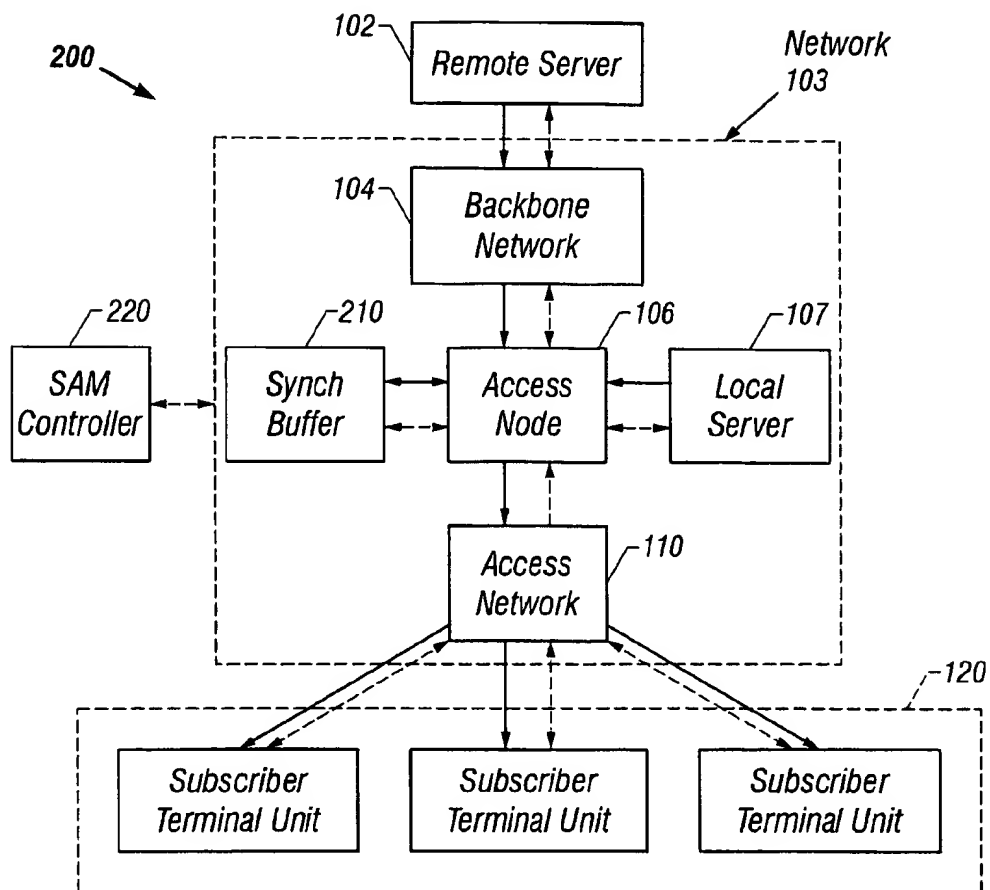 200
102
Remote Server
Network
103
104
Backbone
Network
220
SAM
Controller
210
Synch
Buffer
106
Access
Node
107
Local
Server
110
Access
Network
120
Subscriber
Terminal Unit
Subscriber
Terminal Unit
Subscriber
Terminal Unit